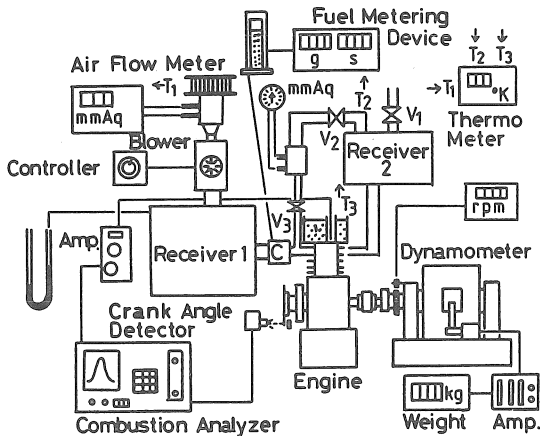 Fuel Metering
Device
g s
Air Flow Meter
←T1
mmAq
mmAq
↑
T2
↓ ↓
T2 T3
→T1
°K
Thermo
Meter
V1
V2
Blower
Controller
Receiver
2
↑
T3
V3
rpm
Amp.
Receiver 1
C
Dynamometer
Crank Angle
Detector
Engine
kg
Combustion Analyzer
Weight
Amp.